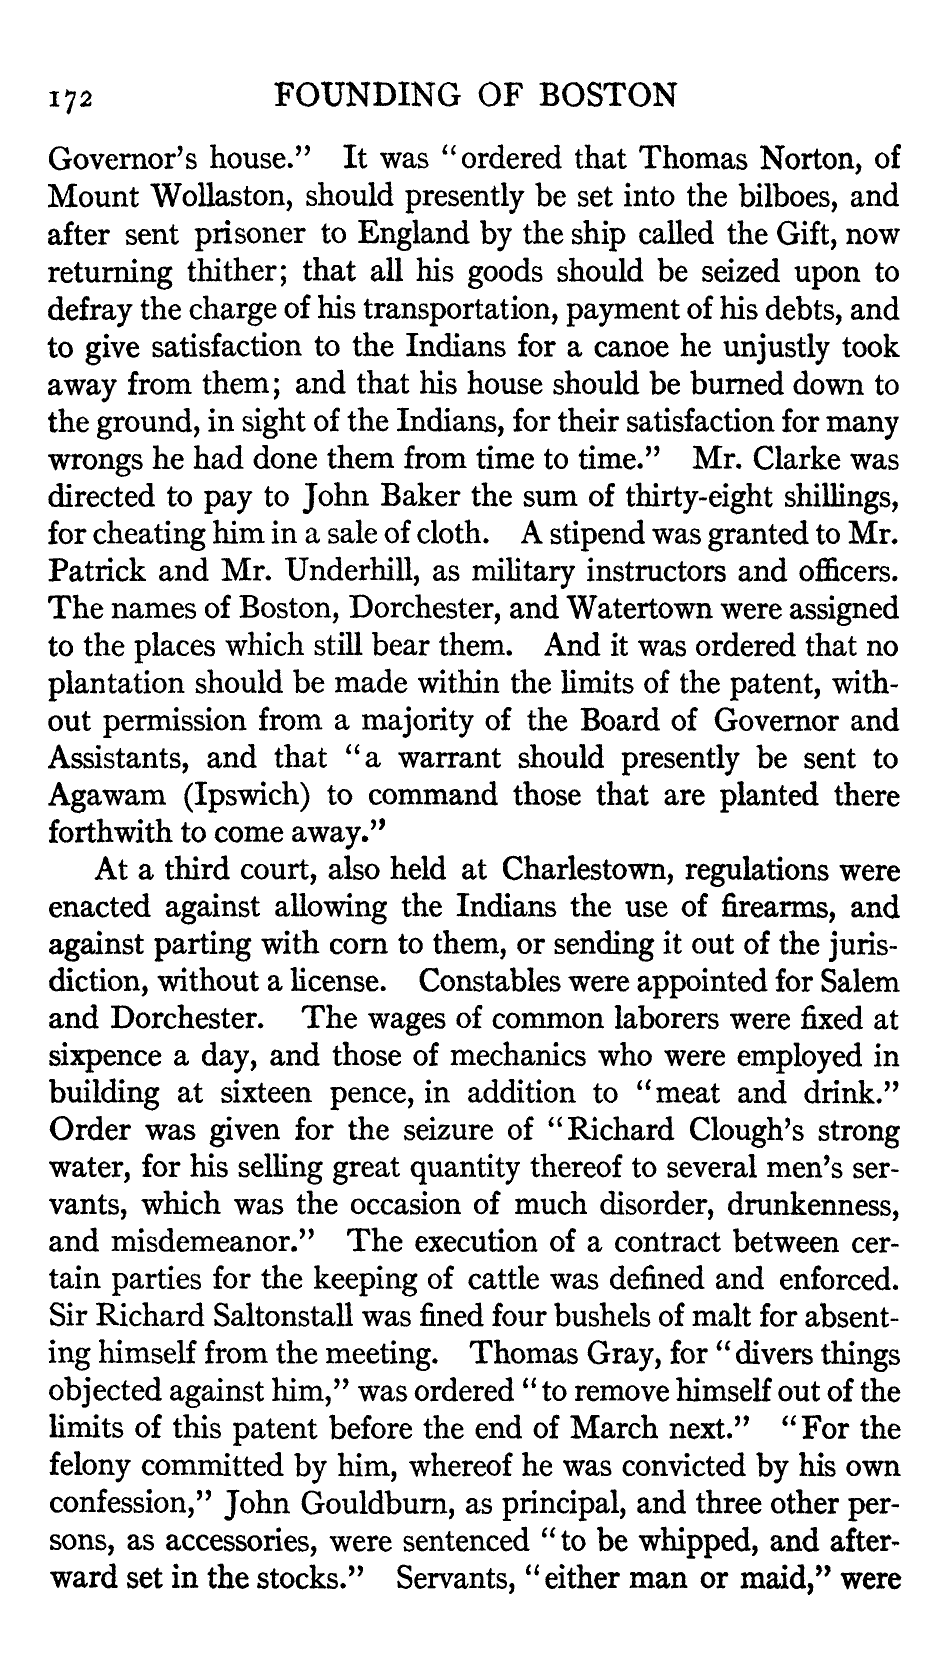 172 FOUNDING OF BOSTON
Governor's house." It was "ordered that Thomas Norton, of
Mount Wollaston, should presently be set into the bilboes, and
after sent prisoner to England by the ship called the Gift, now
returning thither; that all his goods should be seized upon to
defray the charge of his transportation, payment of his debts, and
to give satisfaction to the Indians for a canoe he unjustly took
away from them; and that his house should be burned down to
the ground, in sight of the Indians, for their satisfaction for many
wrongs he had done them from time to time." Mr. Clarke was
directed to pay to John Baker the sum of thirty-eight shillings,
for cheating him in a sale of cloth. A stipend was granted to Mr.
Patrick and Mr. Underhill, as military instructors and officers.
The names of Boston, Dorchester, and Watertown were assigned
to the places which still bear them. And it was ordered that no
plantation should be made within the limits of the patent, with-
out permission from a majority of the Board of Governor and
Assistants, and that "a warrant should presently be sent to
Agawam (Ipswich) to command those that are planted there
forthwith to come away."
At a third court, also held at Charlestown, regulations were
enacted against allowing the Indians the use of firearms, and
against parting with corn to them, or sending it out of the juris-
diction, without a license. Constables were appointed for Salem
and Dorchester. The wages of common laborers were fixed at
sixpence a day, and those of mechanics who were employed in
building at sixteen pence, in addition to "meat and drink."
Order was given for the seizure of "Richard Clough's strong
water, for his selling great quantity thereof to several men's ser-
vants, which was the occasion of much disorder, drunkenness,
and misdemeanor." The execution of a contract between cer-
tain parties for the keeping of cattle was defined and enforced.
Sir Richard Saltonstall was fined four bushels of malt for absent-
ing himself from the meeting. Thomas Gray, for "divers things
objected against him," was ordered "to remove himself out of the
limits of this patent before the end of March next." "For the
felony committed by him, whereof he was convicted by his own
confession," John Gouldburn, as principal, and three other per-
sons, as accessories, were sentenced "to be whipped, and after-
ward set in the stocks." Servants, "either man or maid," were